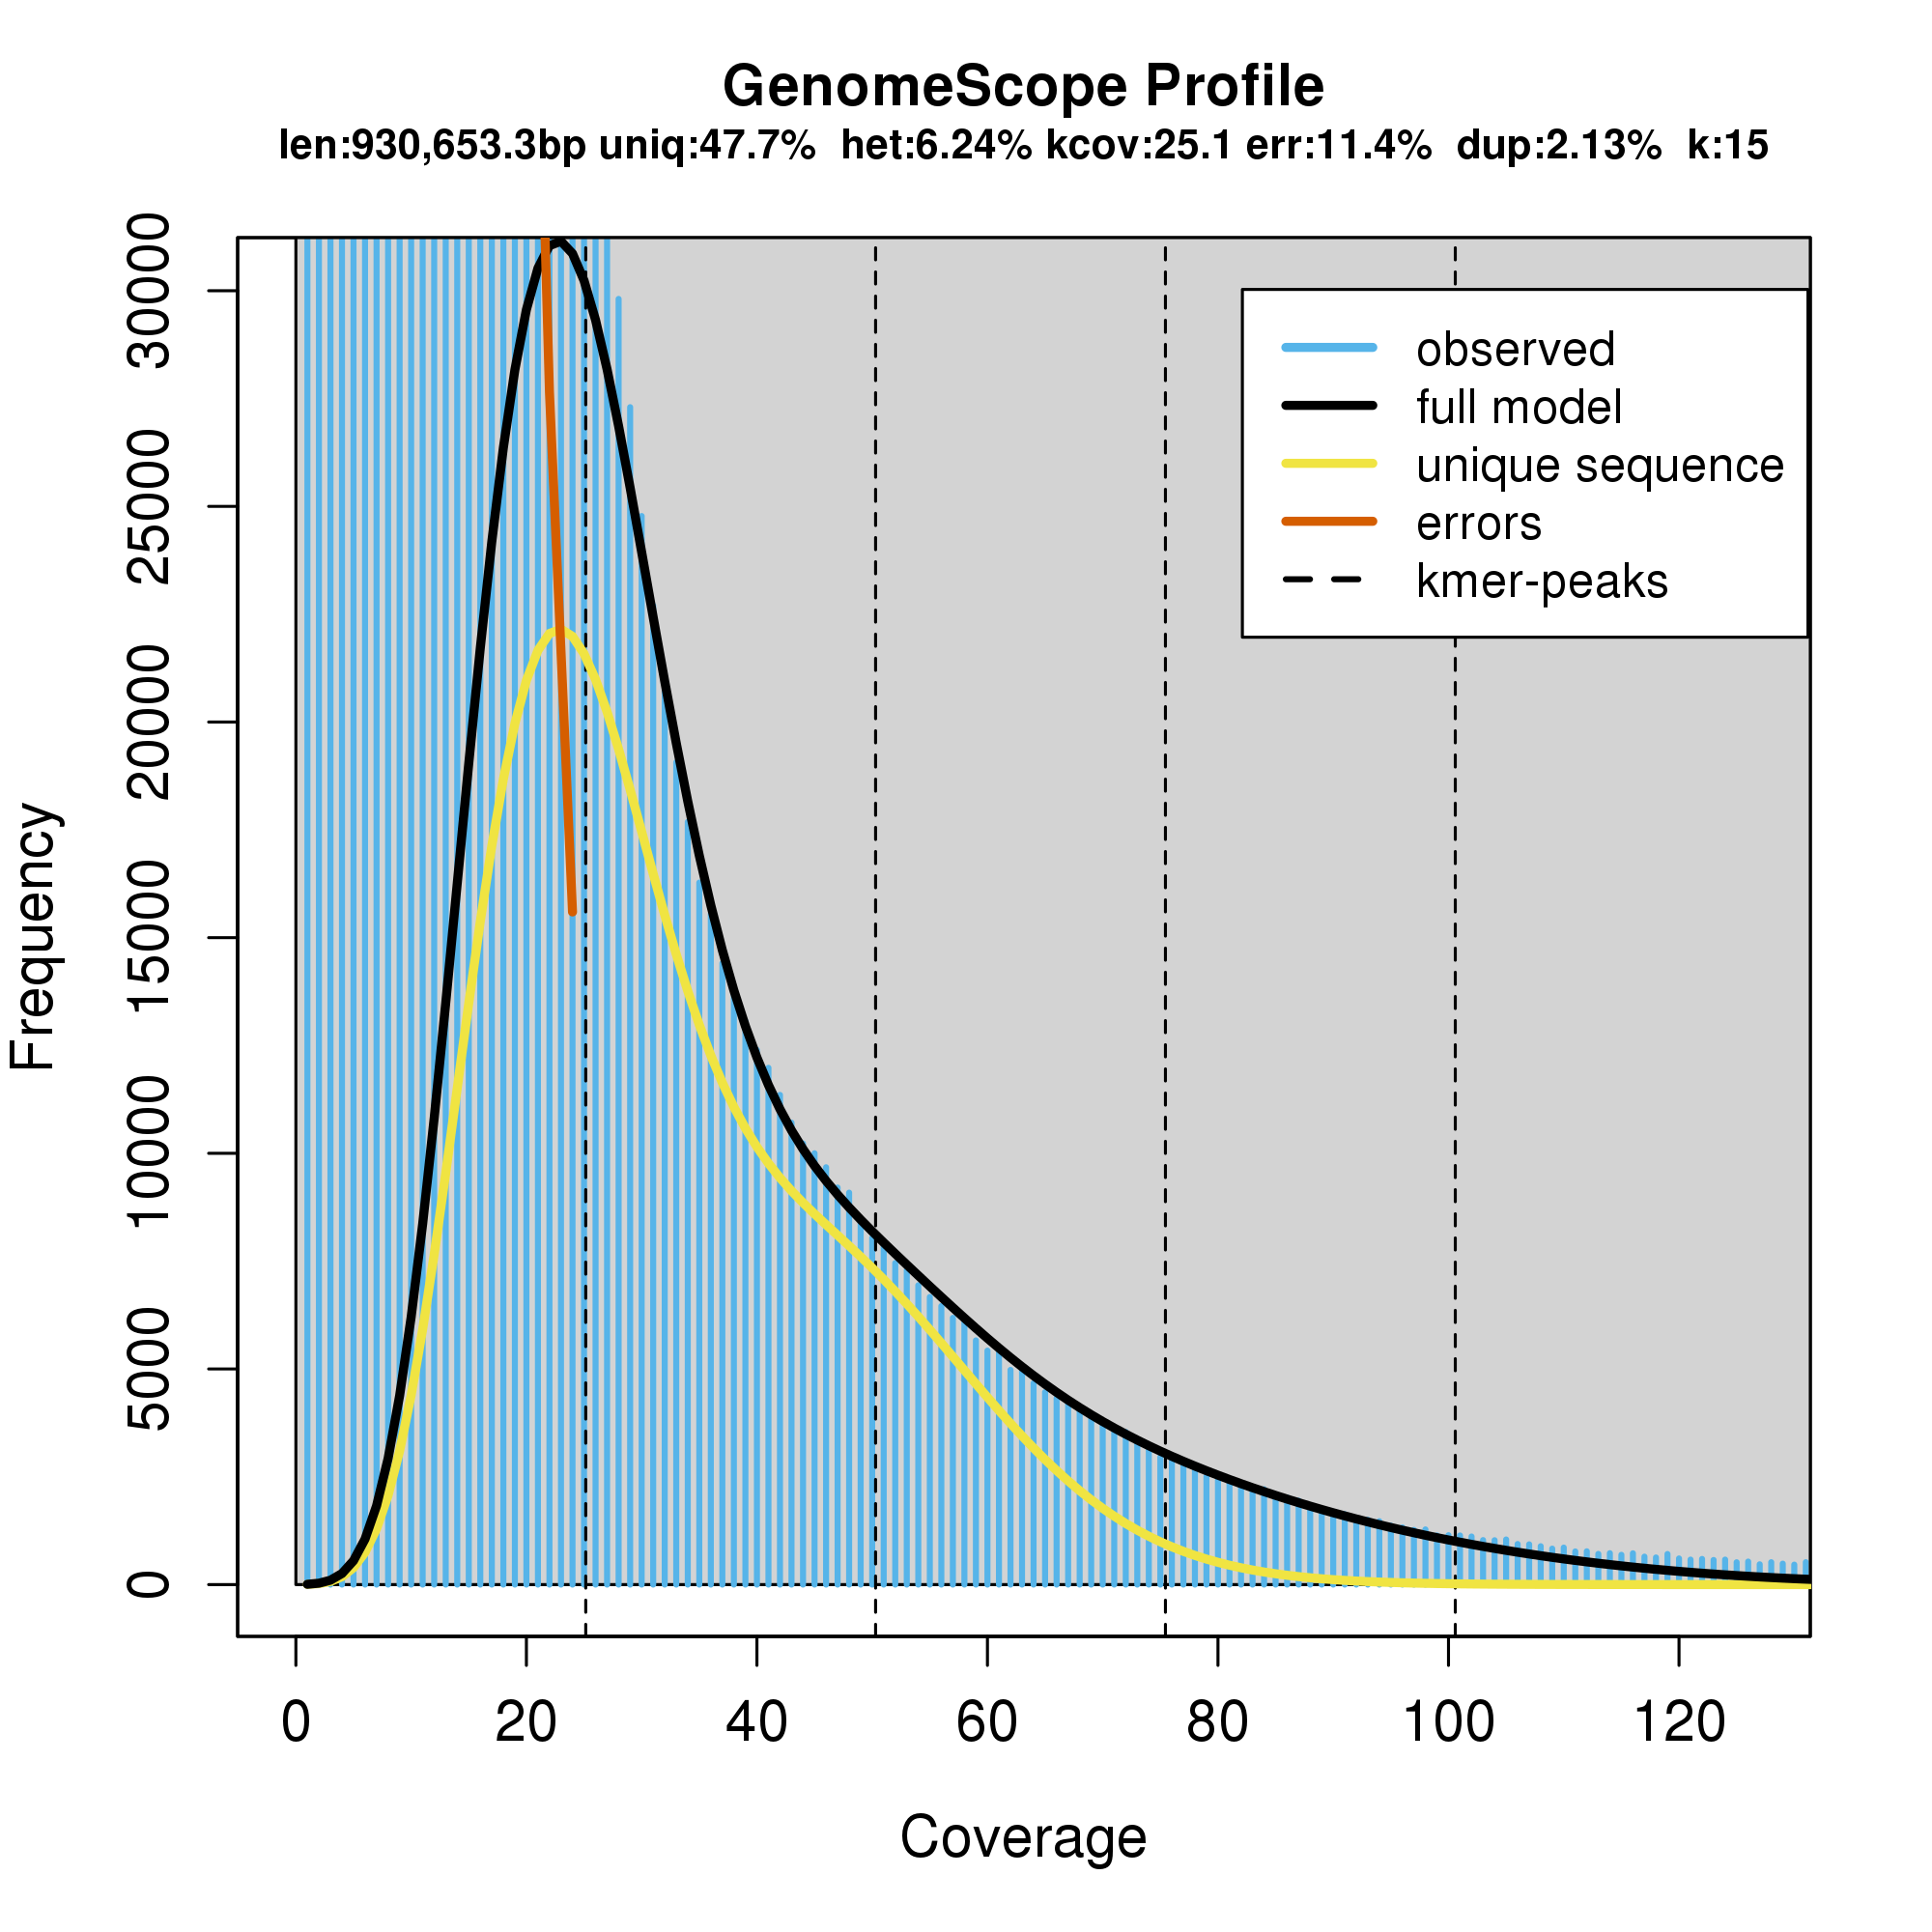 GenomeScope Profile
len:930,653.3bp uniq:47.7% het:6.24% kcov:25.1 err:11.4% dup:2.13% k:15
observed
full model
unique sequence
errors
kmer-peaks
Frequency
30000
25000
20000
15000
10000
5000
0
0 20 40 60 80 100 120
Coverage